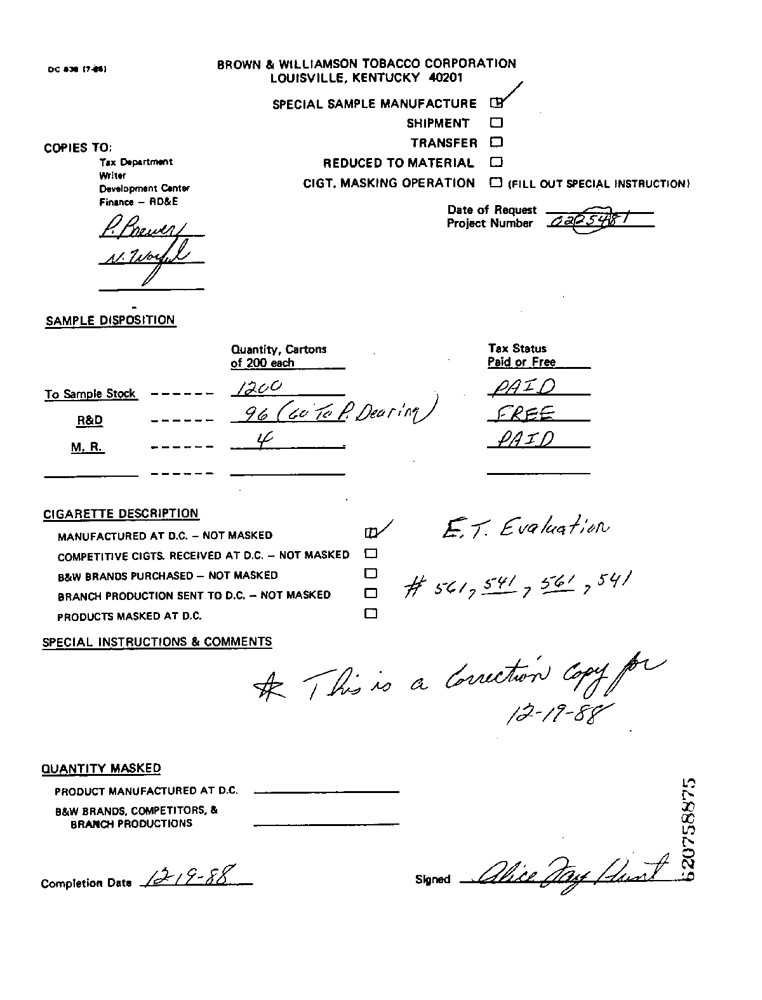 DC 838 (7-86)
BROWN & WILLIAMSON TOBACCO CORPORATION
LOUISVILLE, KENTUCKY 40201
SPECIAL SAMPLE MANUFACTURE
SHIPMENT
TRANSFER
REDUCED TO MATERIAL
CIGT. MASKING OPERATION (FILL OUT SPECIAL INSTRUCTION)
COPIES TO:
Tax Department
Writer
Development Center
Finance – RD&E
P. Brewer
N.
Date of Request
Project Number
SAMPLE DISPOSITION
Quantity, Cartons of 200 each
Tax Status Paid or Free
To Sample Stock ------ 1200 PAID
R&D ------ 96 (Go To P. Dearing) FREE
M. R. ------ 4 PAID
------
CIGARETTE DESCRIPTION
MANUFACTURED AT D.C. – NOT MASKED
COMPETITIVE CIGTS. RECEIVED AT D.C. – NOT MASKED
B&W BRANDS PURCHASED – NOT MASKED
BRANCH PRODUCTION SENT TO D.C. – NOT MASKED
PRODUCTS MASKED AT D.C.
E.T. Evaluation
# 561, 541, 561, 541
SPECIAL INSTRUCTIONS & COMMENTS
* This is a Correction Copy for
12-19-88
QUANTITY MASKED
PRODUCT MANUFACTURED AT D.C.
B&W BRANDS, COMPETITORS, &
BRANCH PRODUCTIONS
Completion Date 12-19-88
Signed Alice Fay Hunt
620758875